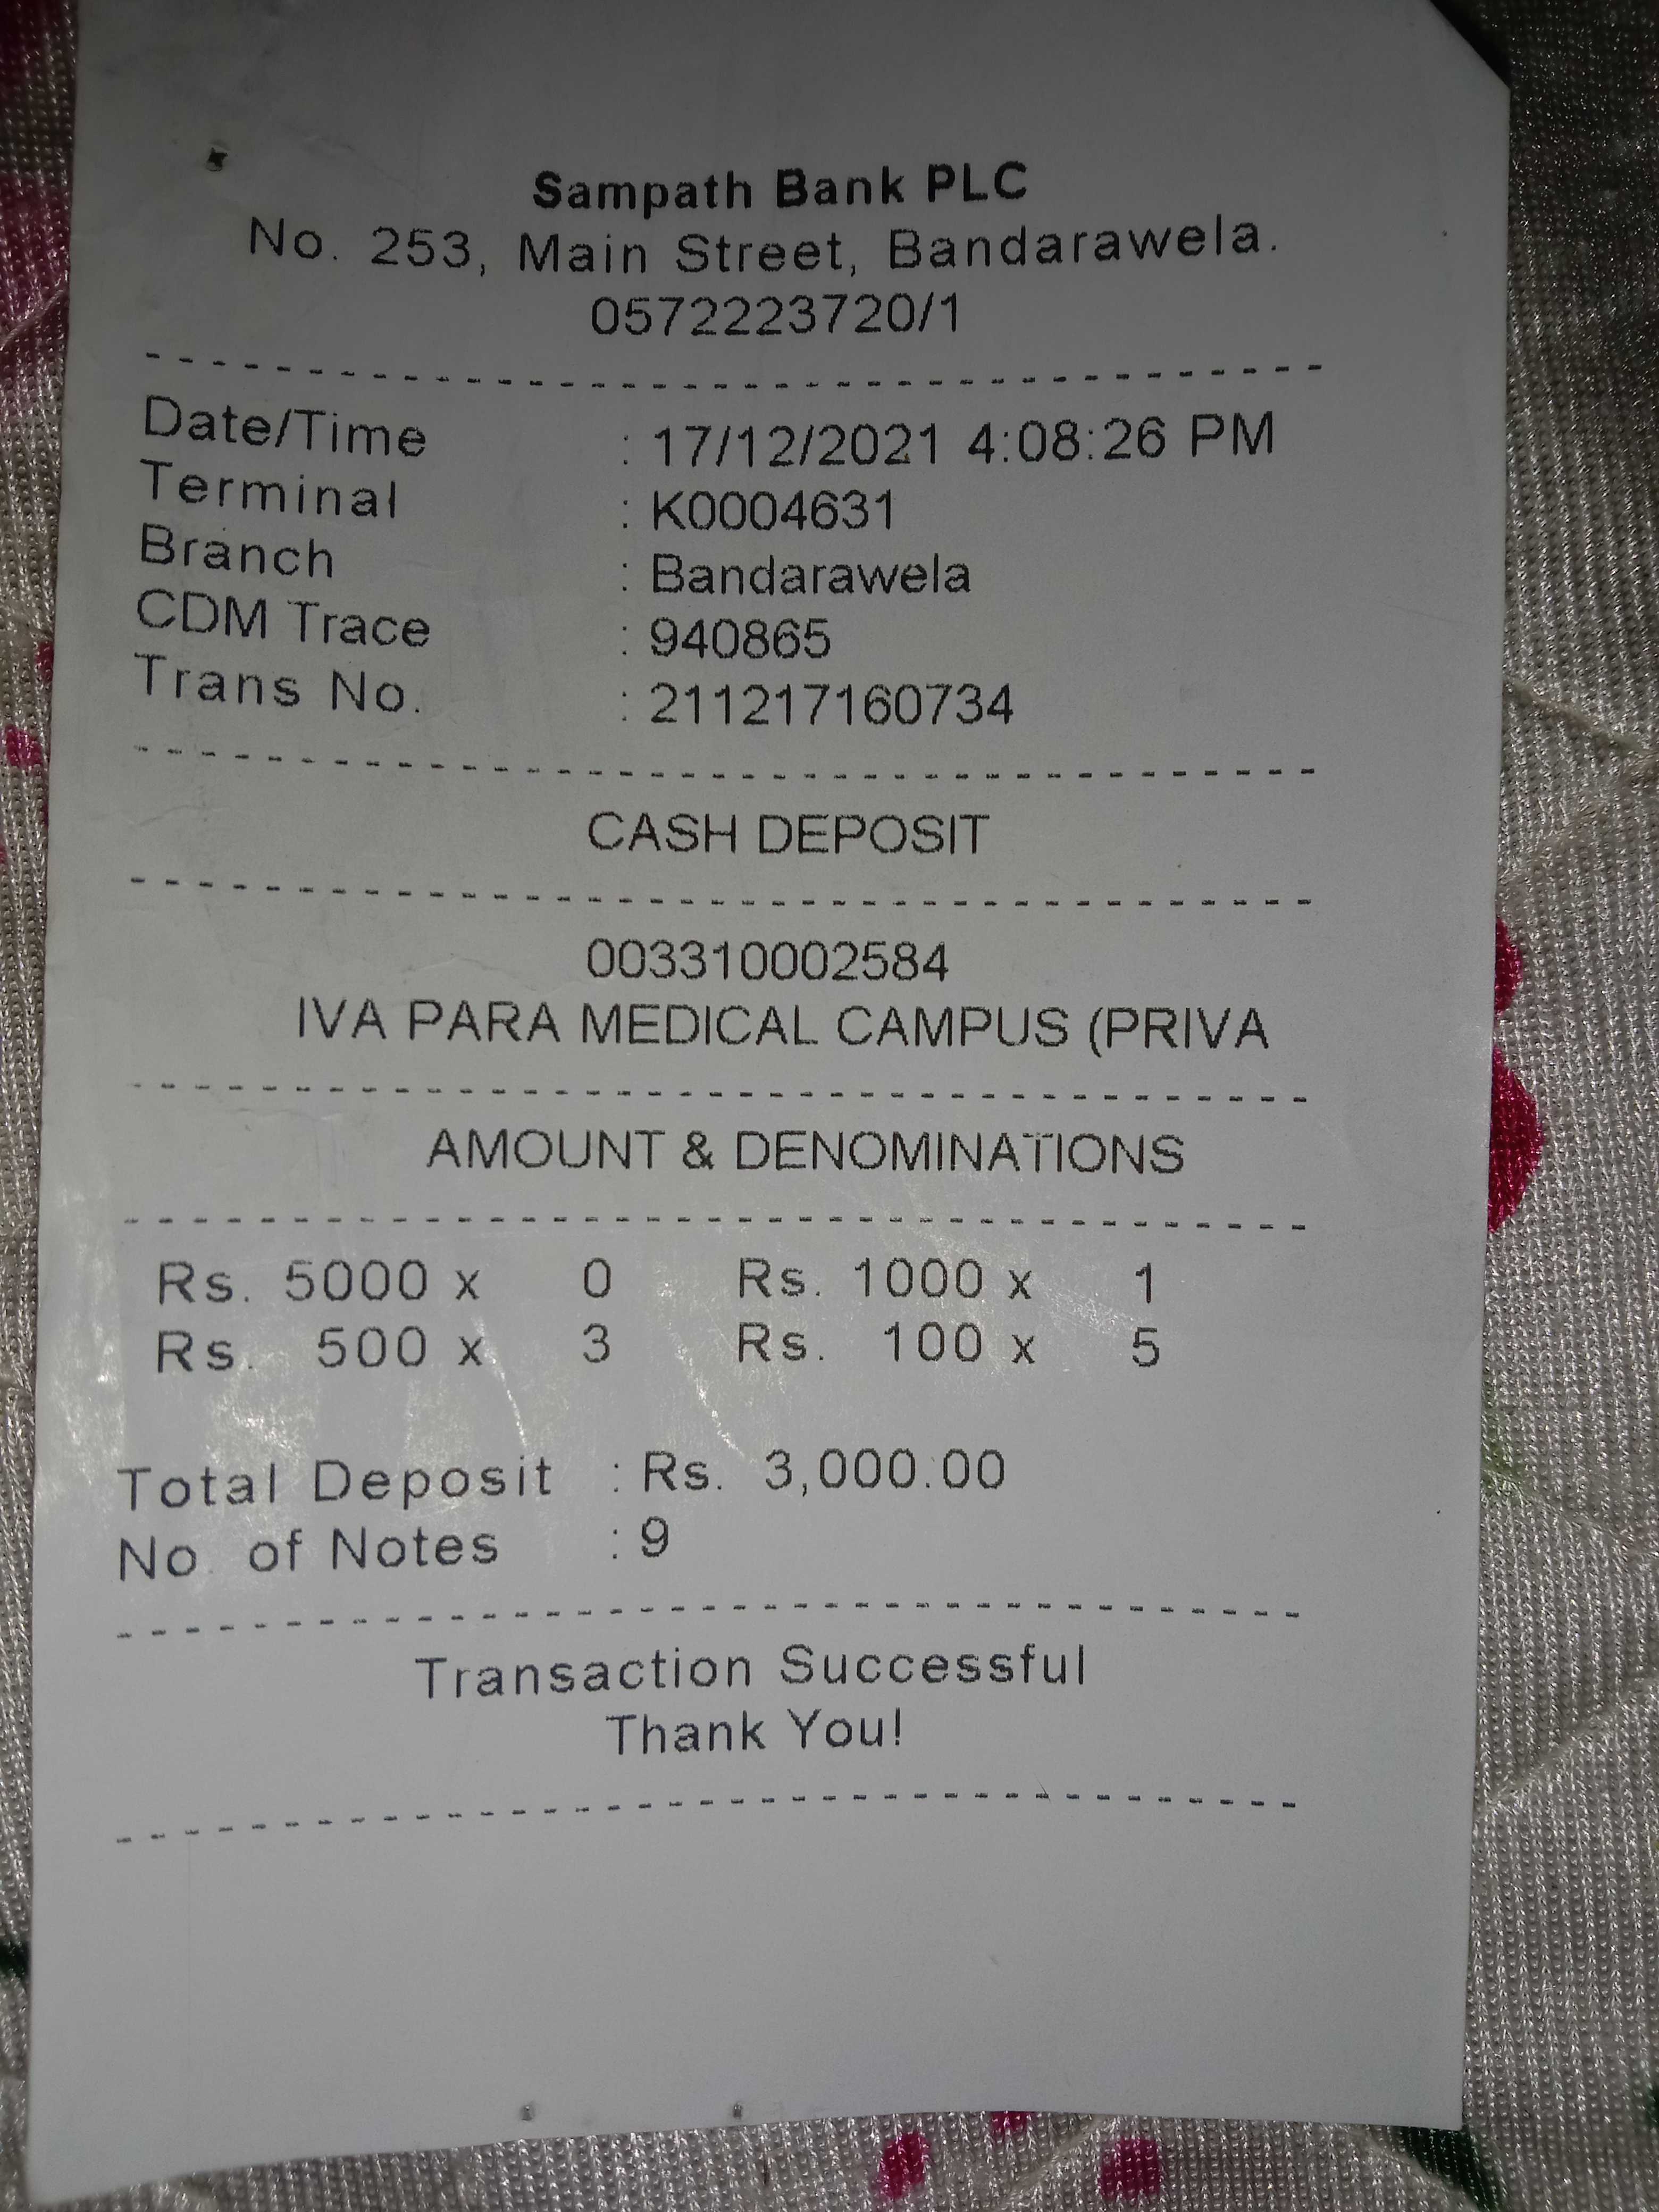 Sampath Bank PLC
No. 253, Main Street, Bandarawela.
0572223720/1
Date/Time : 17/12/2021 4:08:26 PM
Terminal : K0004631
Branch : Bandarawela
CDM Trace : 940865
Trans No. : 211217160734
CASH DEPOSIT
003310002584
IVA PARA MEDICAL CAMPUS (PRIVA
AMOUNT & DENOMINATIONS
Rs. 5000 x 0 Rs. 1000 x 1
Rs. 500 x 3 Rs. 100 x 5
Total Deposit : Rs. 3,000.00
No. of Notes : 9
Transaction Successful
Thank You!